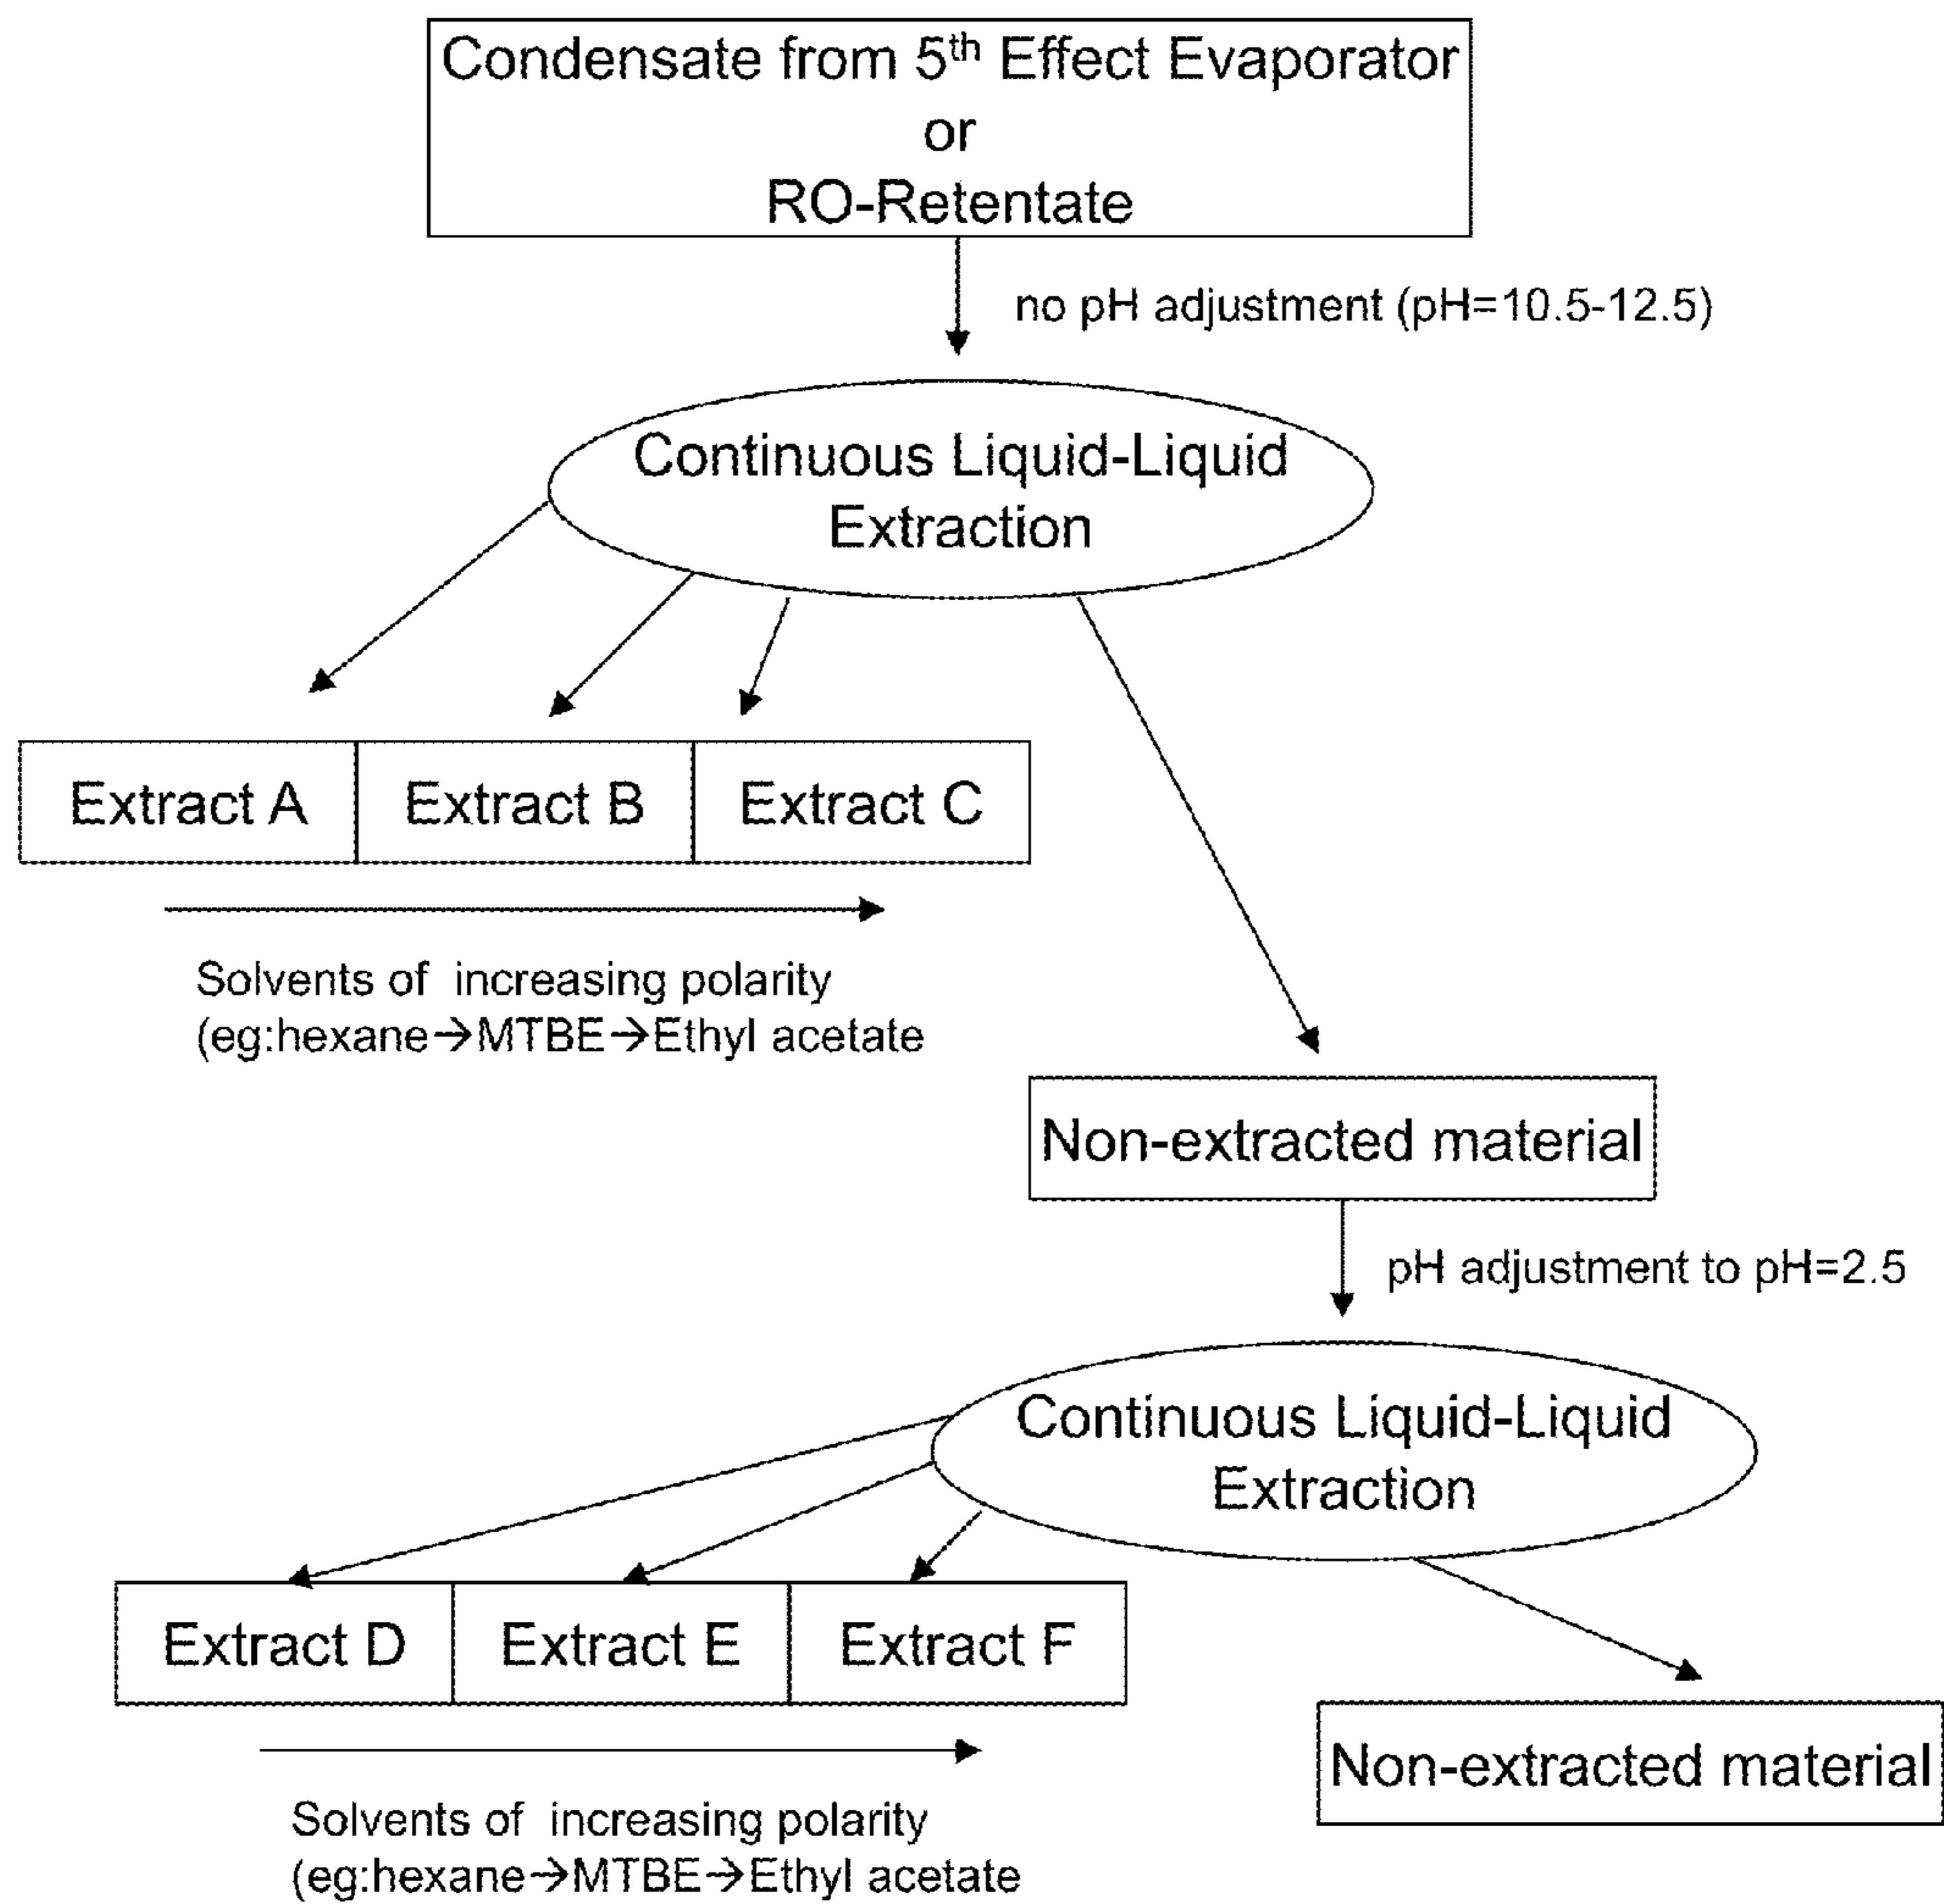 Condensate from 5th Effect Evaporator
or
RO-Retentate
no pH adjustment (pH=10.5-12.5)
Continuous Liquid-Liquid
Extraction
Extract A
Extract B
Extract C
Solvents of increasing polarity
(eg:hexane→MTBE→Ethyl acetate
Non-extracted material
pH adjustment to pH=2.5
Continuous Liquid-Liquid
Extraction
Extract D
Extract E
Extract F
Non-extracted material
Solvents of increasing polarity
(eg:hexane→MTBE→Ethyl acetate